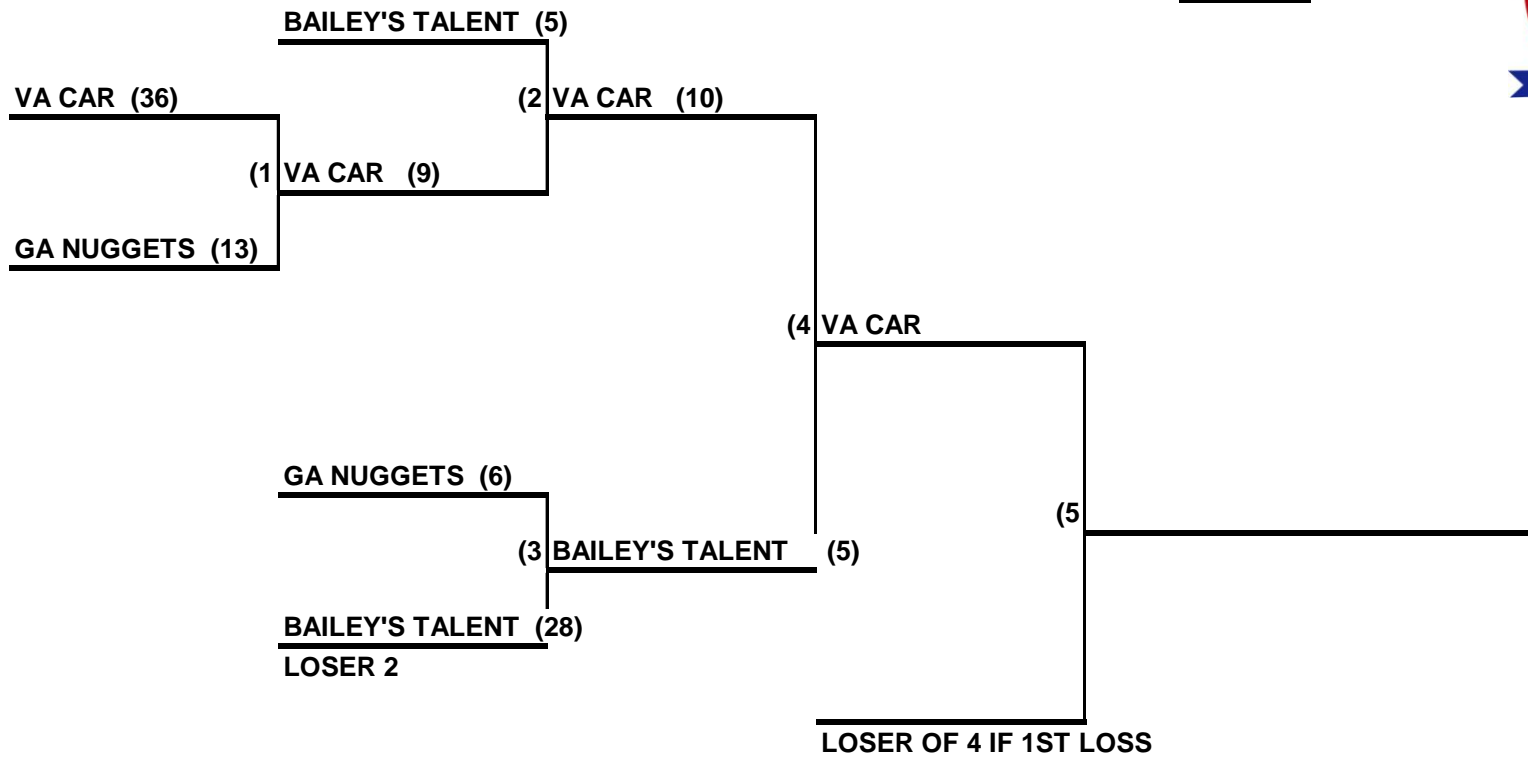 BAILEY'S TALENT (5)
VA CAR (36)
(2 VA CAR (10)
(1 VA CAR (9)
GA NUGGETS (13)
(4 VA CAR
GA NUGGETS (6)
(5
(3 BAILEY'S TALENT (5)
BAILEY'S TALENT (28)
LOSER 2
LOSER OF 4 IF 1ST LOSS